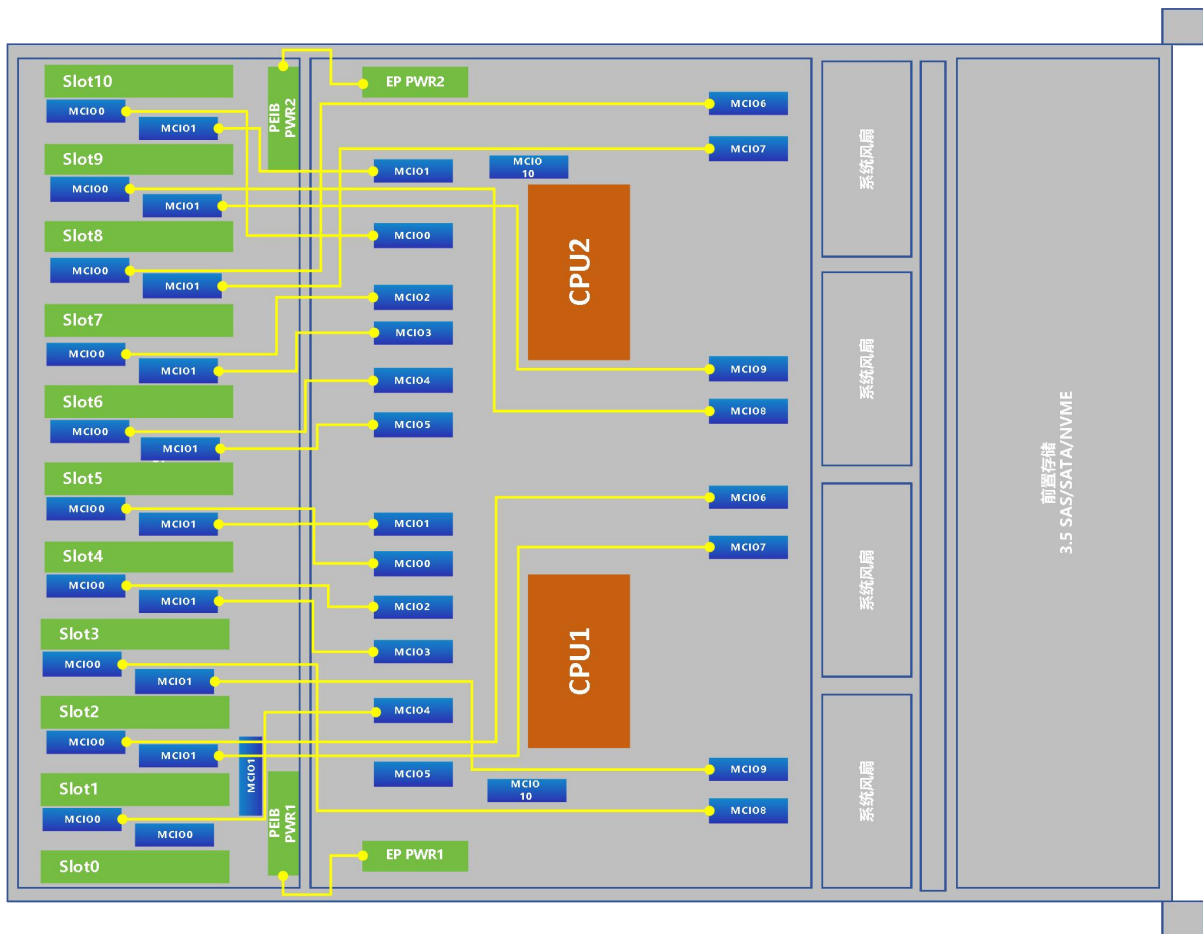 Slot10
MCIO0
MCIO1
Slot9
MCIO0
MCIO1
Slot8
MCIO0
MCIO1
Slot7
MCIO0
MCIO1
Slot6
MCIO0
MCIO1
Slot5
MCIO0
MCIO1
Slot4
MCIO0
MCIO1
Slot3
MCIO0
MCIO1
Slot2
MCIO0
MCIO1
Slot1
MCIO0
MCIO0
Slot0
MCIO1
PEIB
PWR2
PEIB
PWR1
EP PWR2
MCIO1
MCIO
10
MCIO0
MCIO2
MCIO3
MCIO4
MCIO5
MCIO1
MCIO0
MCIO2
MCIO3
MCIO4
MCIO5
MCIO
10
EP PWR1
CPU2
CPU1
MCIO6
MCIO7
MCIO9
MCIO8
MCIO6
MCIO7
MCIO9
MCIO8
系统风扇
系统风扇
系统风扇
系统风扇
前置存储
3.5 SAS/SATA/NVME